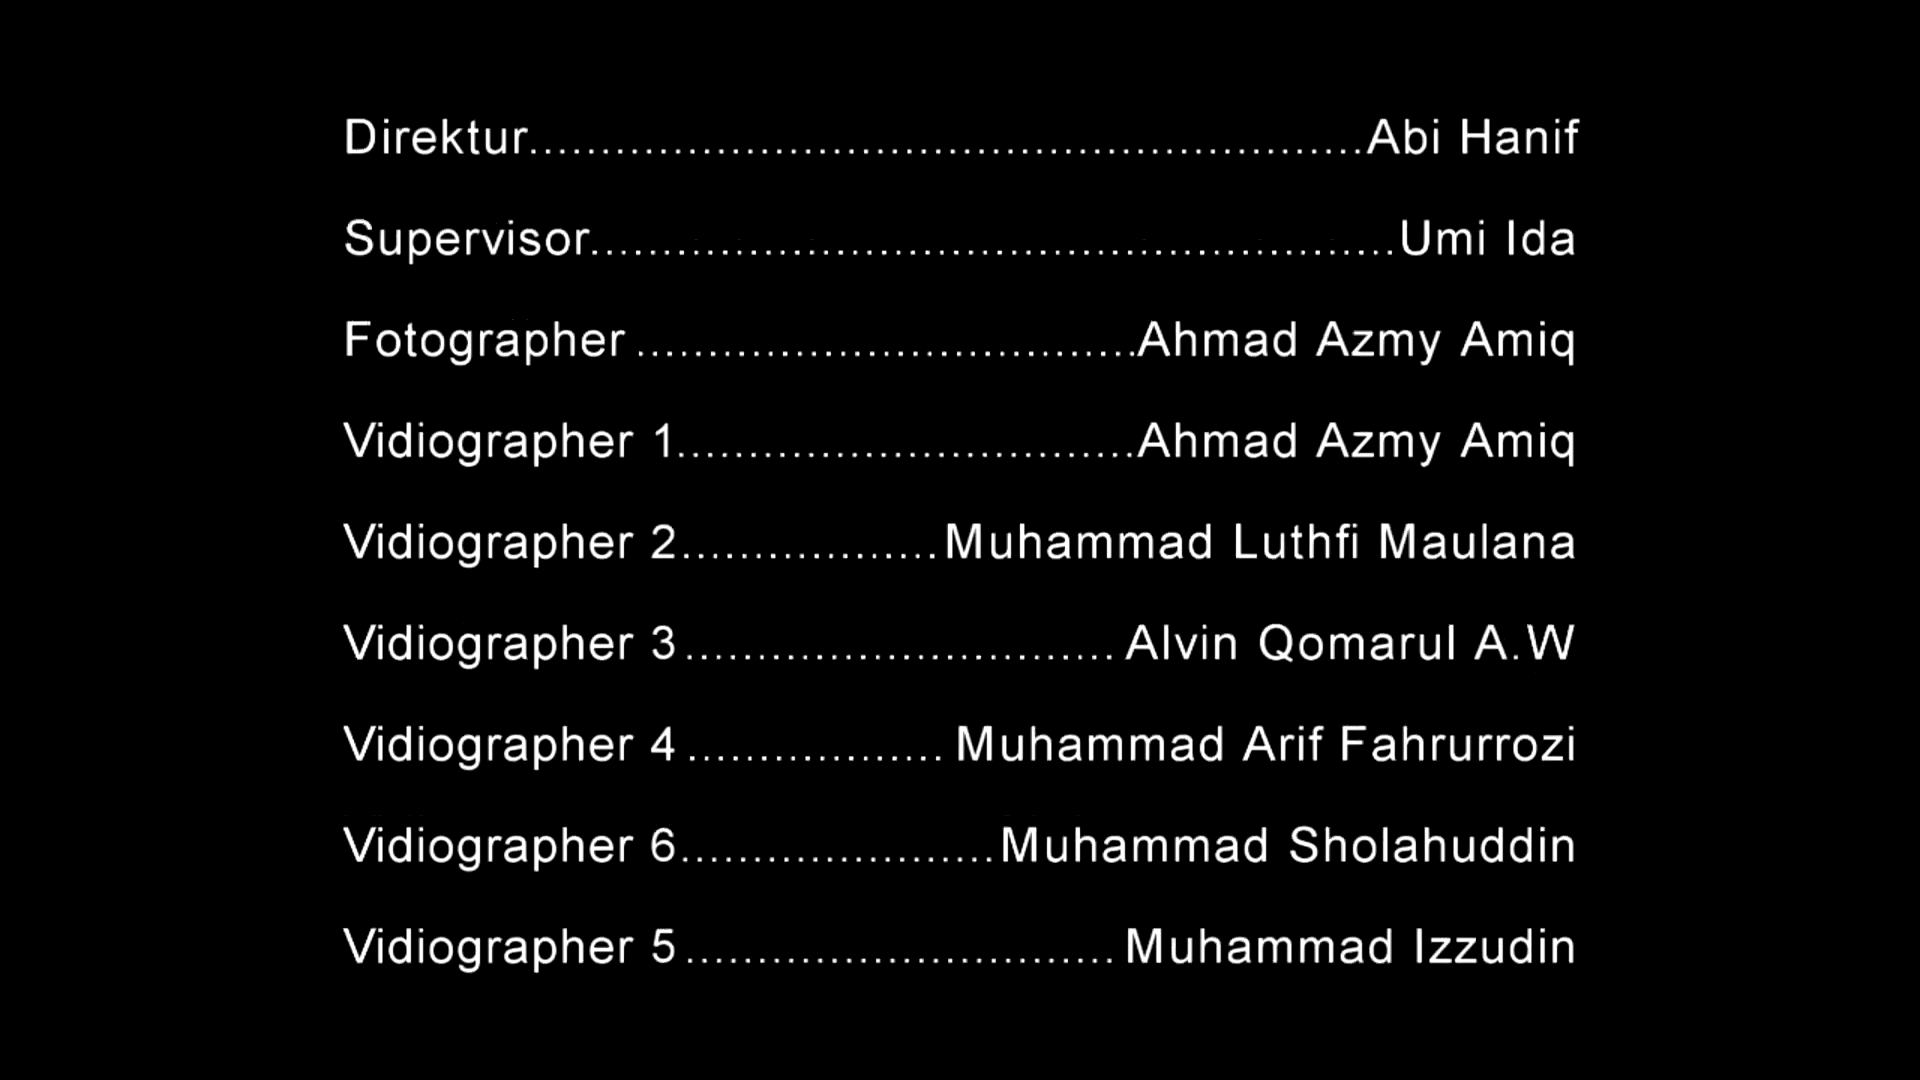 Direktur..........................................................Abi Hanif
Supervisor........................................................Umi Ida
Fotographer ...................................Ahmad Azmy Amiq
Vidiographer 1................................Ahmad Azmy Amiq
Vidiographer 2..................Muhammad Luthfi Maulana
Vidiographer 3 .............................. Alvin Qomarul A.W
Vidiographer 4 .................. Muhammad Arif Fahrurrozi
Vidiographer 6......................Muhammad Sholahuddin
Vidiographer 5 .............................. Muhammad Izzudin